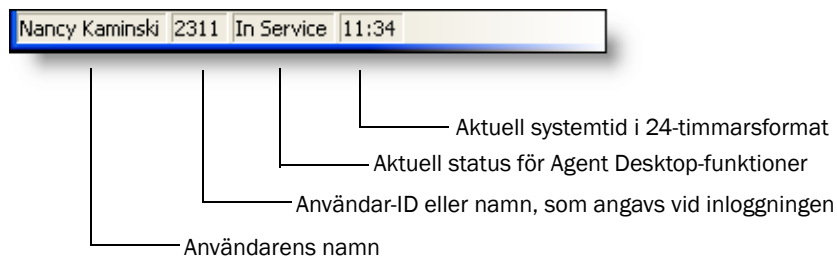 Nancy Kaminski 2311 In Service 11:34
Aktuell systemtid i 24-timmarsformat
Aktuell status för Agent Desktop-funktioner
Användar-ID eller namn, som angavs vid inloggningen
Användarens namn